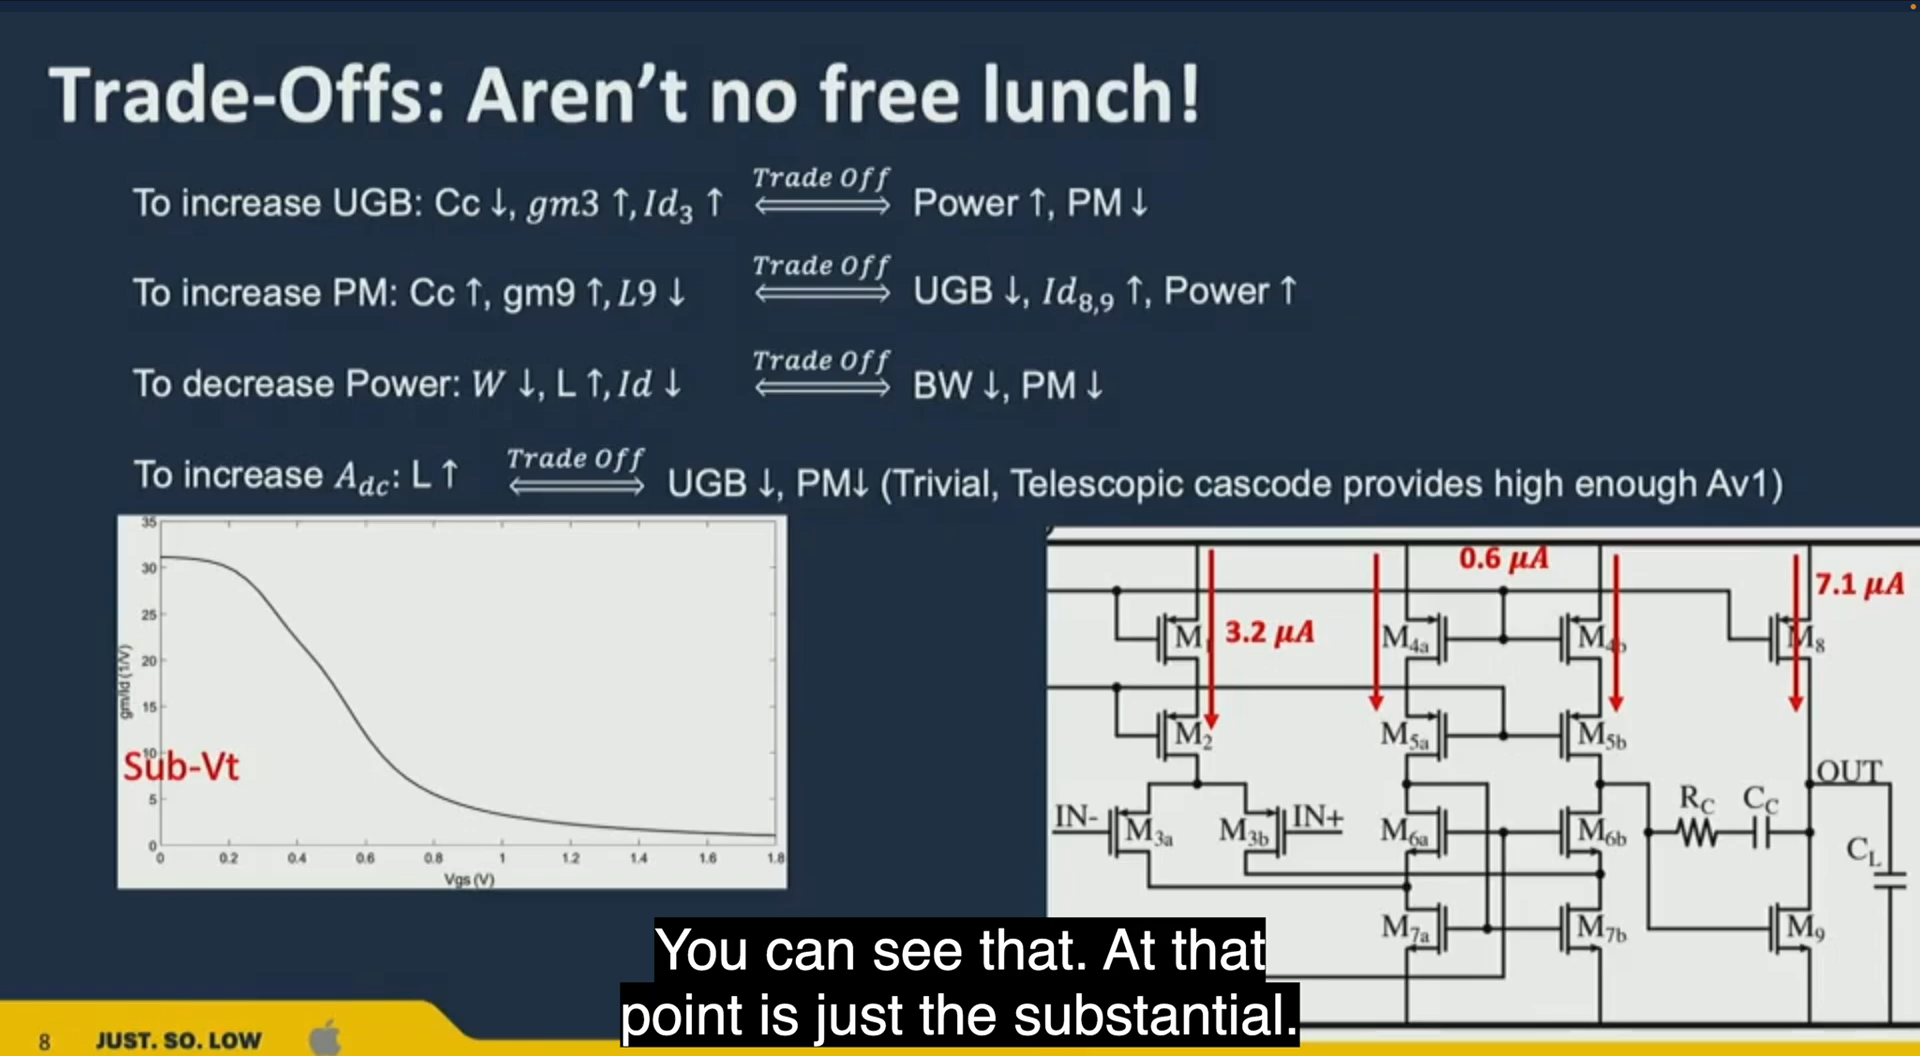 Trade-Offs: Aren't no free lunch!
To increase UGB: Cc ↓, gm3 ↑, Id₃ ↑ Trade Off ⟺ Power ↑, PM ↓
To increase PM: Cc ↑, gm9 ↑, L9 ↓ Trade Off ⟺ UGB ↓, Id₈,₉ ↑, Power ↑
To decrease Power: W ↓, L ↑, Id ↓ Trade Off ⟺ BW ↓, PM ↓
To increase A_dc: L ↑ Trade Off ⟺ UGB ↓, PM↓ (Trivial, Telescopic cascode provides high enough Av1)
35
30
25
20
15
10
5
0
gm/Id (1/V)
Sub-Vt
0 0.2 0.4 0.6 0.8 1 1.2 1.4 1.6 1.8
Vgs (V)
0.6 µA
7.1 µA
3.2 µA
M₁ M₄ₐ M₄b M₈
M₂ M₅ₐ M₅b
OUT
IN- M₃ₐ M₃b IN+ M₆ₐ M₆b R_C C_C C_L
M₇ₐ M₇b M₉
You can see that. At that
point is just the substantial.
8 JUST. SO. LOW